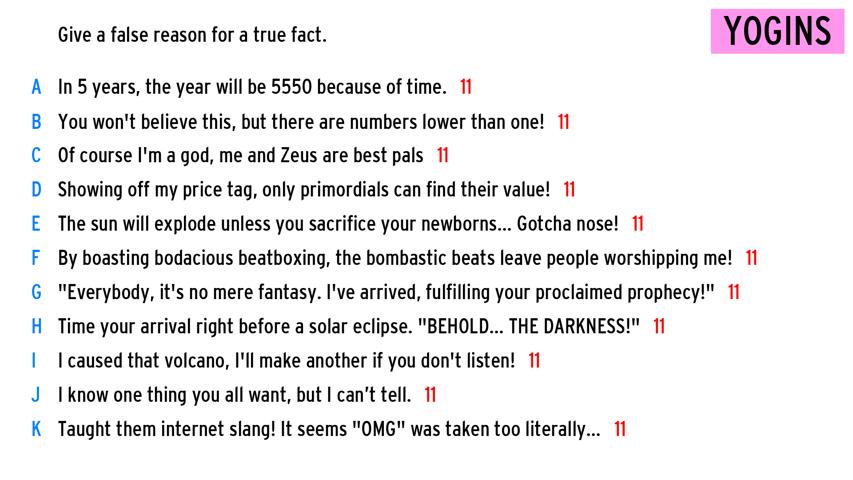 Give a false reason for a true fact.
YOGINS
A In 5 years, the year will be 5550 because of time. 11
B You won't believe this, but there are numbers lower than one! 11
C Of course I'm a god, me and Zeus are best pals 11
D Showing off my price tag, only primordials can find their value! 11
E The sun will explode unless you sacrifice your newborns... Gotcha nose! 11
F By boasting bodacious beatboxing, the bombastic beats leave people worshipping me! 11
G "Everybody, it's no mere fantasy. I've arrived, fulfilling your proclaimed prophecy!" 11
H Time your arrival right before a solar eclipse. "BEHOLD... THE DARKNESS!" 11
I I caused that volcano, I'll make another if you don't listen! 11
J I know one thing you all want, but I can’t tell. 11
K Taught them internet slang! It seems "OMG" was taken too literally... 11